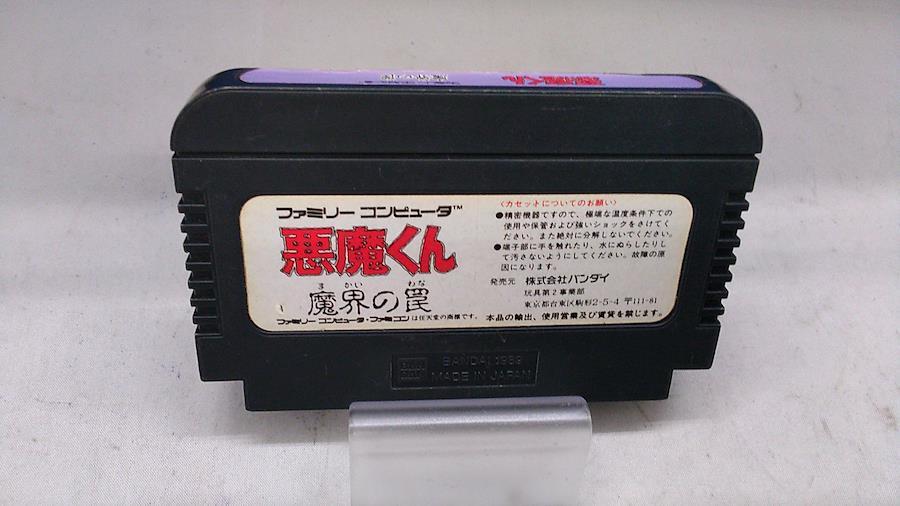 悪魔くん
ファミリー コンピュータ™
悪魔くん
ま かい わな
魔界の罠
ファミリー コンピュータ・ファミコンは任天堂の商標です。
〈カセットについてのお願い〉
●精密機器ですので、極端な温度条件下での
使用や保管および強いショックをさけてく
ださい。また絶対に分解しないでください。
●端子部に手を触れたり、水にぬらしたりし
て汚さないようにしてください。故障の原
因になります。
発売元 株式会社バンダイ
玩具第2事業部
東京都台東区駒形2-5-4 〒111-81
本品の輸出、使用営業及び賃貸を禁じます。
BANDAI 1989
MADE IN JAPAN